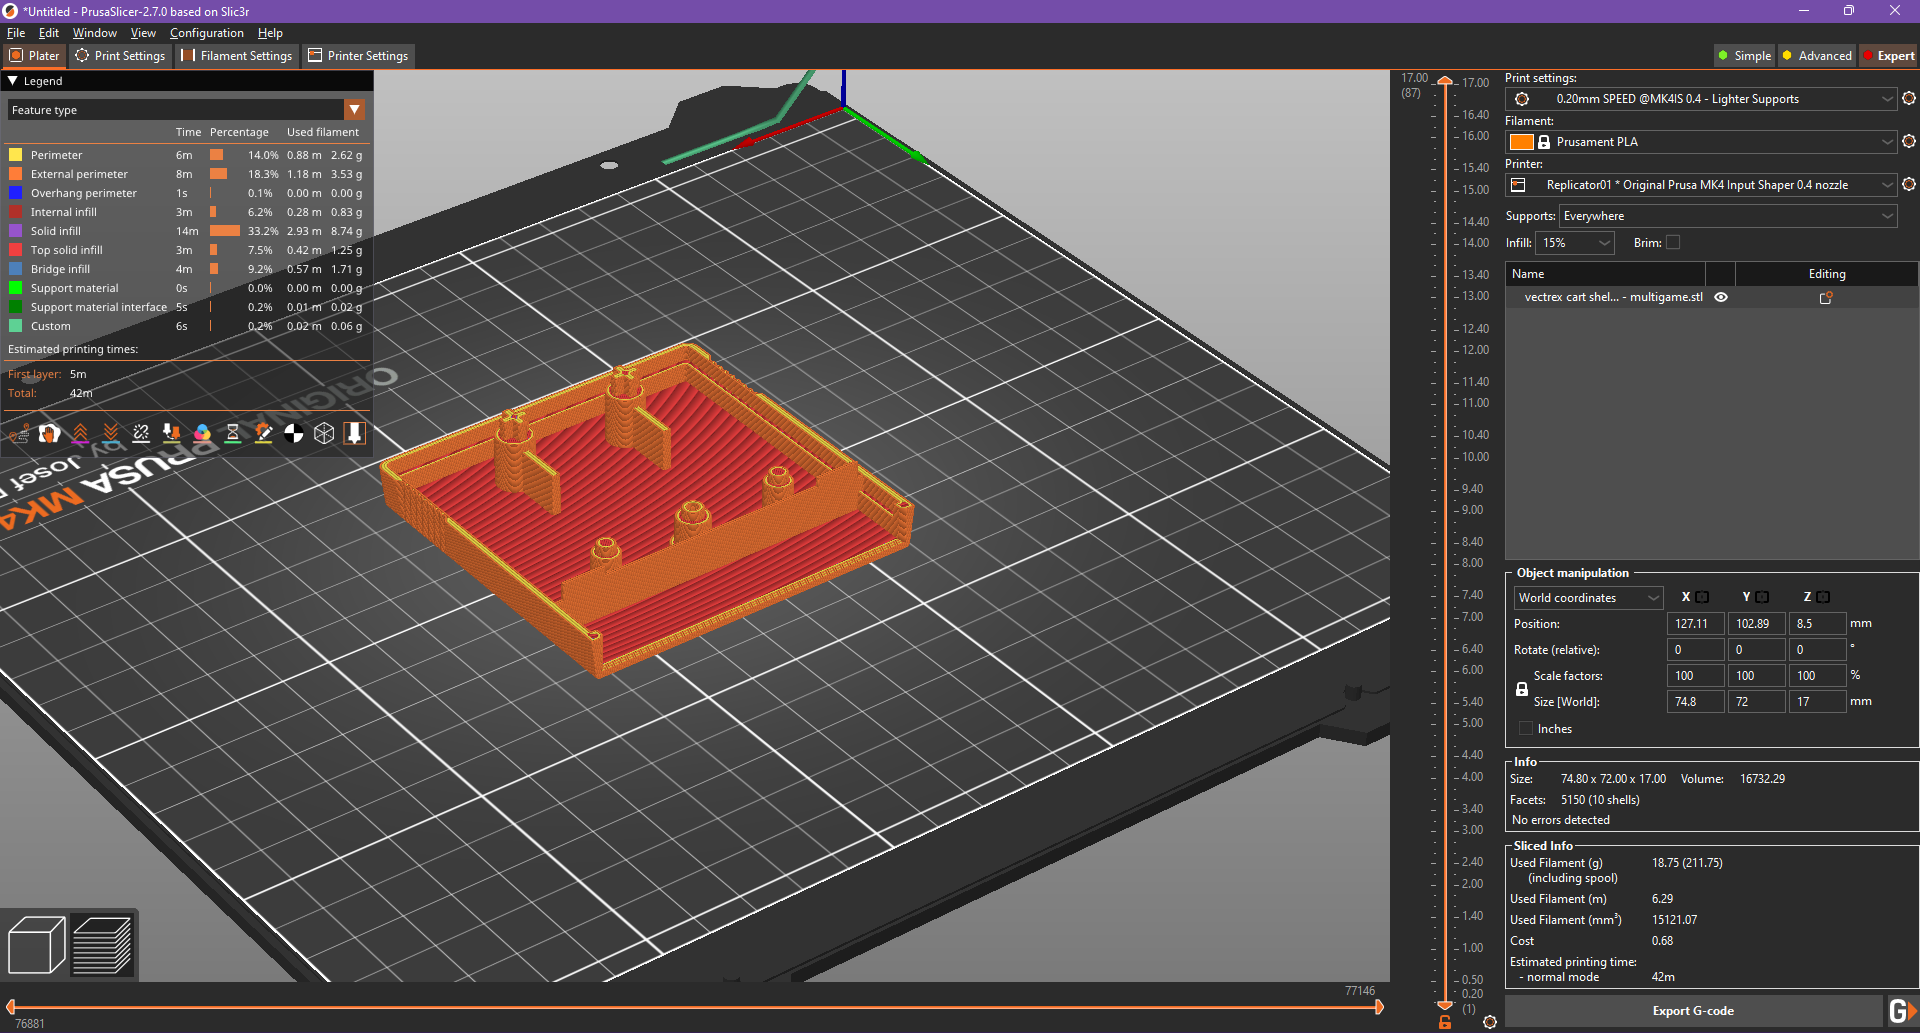 *Untitled - PrusaSlicer-2.7.0 based on Slic3r
File Edit Window View Configuration Help
Plater Print Settings Filament Settings Printer Settings
Simple Advanced Expert
Legend
Feature type
Time Percentage Used filament
Perimeter 6m 14.0% 0.88 m 2.62 g
External perimeter 8m 18.3% 1.18 m 3.53 g
Overhang perimeter 1s 0.1% 0.00 m 0.00 g
Internal infill 3m 6.2% 0.28 m 0.83 g
Solid infill 14m 33.2% 2.93 m 8.74 g
Top solid infill 3m 7.5% 0.42 m 1.25 g
Bridge infill 4m 9.2% 0.57 m 1.71 g
Support material 0s 0.0% 0.00 m 0.00 g
Support material interface 5s 0.2% 0.01 m 0.02 g
Custom 6s 0.2% 0.02 m 0.06 g
Estimated printing times:
First layer: 5m
Total: 42m
ORIGINAL PRUSA MK4
by Josef
76881
77146
17.00
(87)
17.00
16.40
16.00
15.40
15.00
14.40
14.00
13.40
13.00
12.40
12.00
11.40
11.00
10.40
10.00
9.40
9.00
8.40
8.00
7.40
7.00
6.40
6.00
5.40
5.00
4.40
4.00
3.40
3.00
2.40
2.00
1.40
1.00
0.50
0.20
(1)
Print settings:
0.20mm SPEED @MK4IS 0.4 - Lighter Supports
Filament:
Prusament PLA
Printer:
Replicator01 * Original Prusa MK4 Input Shaper 0.4 nozzle
Supports: Everywhere
Infill: 15% Brim:
Name Editing
vectrex cart shel... - multigame.stl
Object manipulation
World coordinates X Y Z
Position: 127.11 102.89 8.5 mm
Rotate (relative): 0 0 0 °
Scale factors: 100 100 100 %
Size [World]: 74.8 72 17 mm
Inches
Info
Size: 74.80 x 72.00 x 17.00 Volume: 16732.29
Facets: 5150 (10 shells)
No errors detected
Sliced Info
Used Filament (g) 18.75 (211.75)
(including spool)
Used Filament (m) 6.29
Used Filament (mm³) 15121.07
Cost 0.68
Estimated printing time:
- normal mode 42m
Export G-code
G